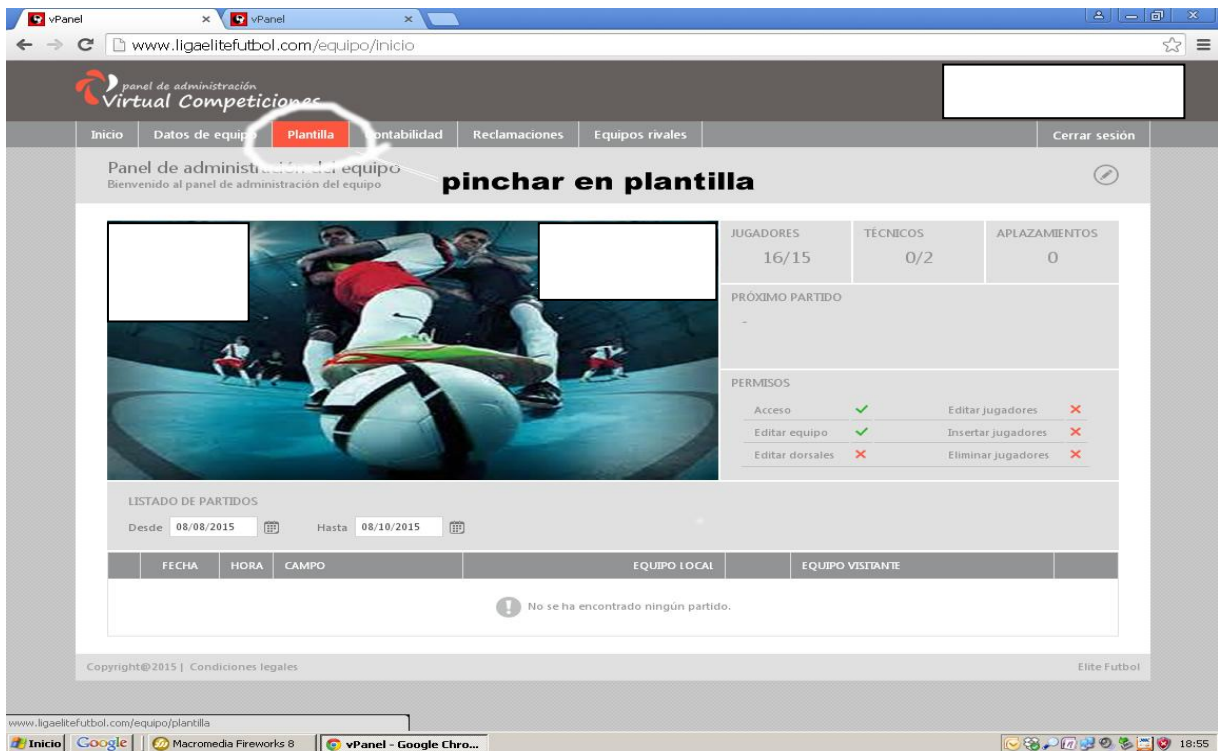 vPanel
vPanel
www.ligaelitefutbol.com/equipo/inicio
panel de administración
Virtual Competiciones
Inicio Datos de equipo Plantilla Contabilidad Reclamaciones Equipos rivales Cerrar sesión
Panel de administración del equipo
Bienvenido al panel de administración del equipo
pinchar en plantilla
JUGADORES TÉCNICOS APLAZAMIENTOS
16/15 0/2 0
PRÓXIMO PARTIDO
-
PERMISOS
Acceso Editar jugadores
Editar equipo Insertar jugadores
Editar dorsales Eliminar jugadores
LISTADO DE PARTIDOS
Desde 08/08/2015 Hasta 08/10/2015
FECHA HORA CAMPO EQUIPO LOCAL EQUIPO VISITANTE
No se ha encontrado ningún partido.
Copyright@2015 | Condiciones legales Elite Futbol
www.ligaelitefutbol.com/equipo/plantilla
Inicio Google Macromedia Fireworks 8 vPanel - Google Chro... 18:55